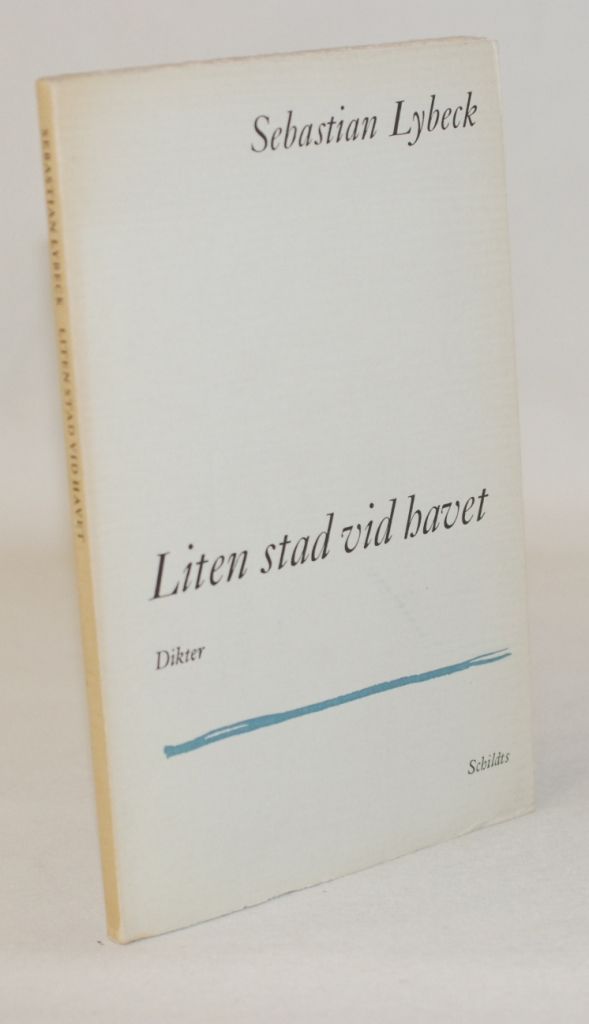 Sebastian Lybeck
Liten stad vid havet
Dikter
Schildts
SEBASTIAN LYBECK LITEN STAD VID HAVET